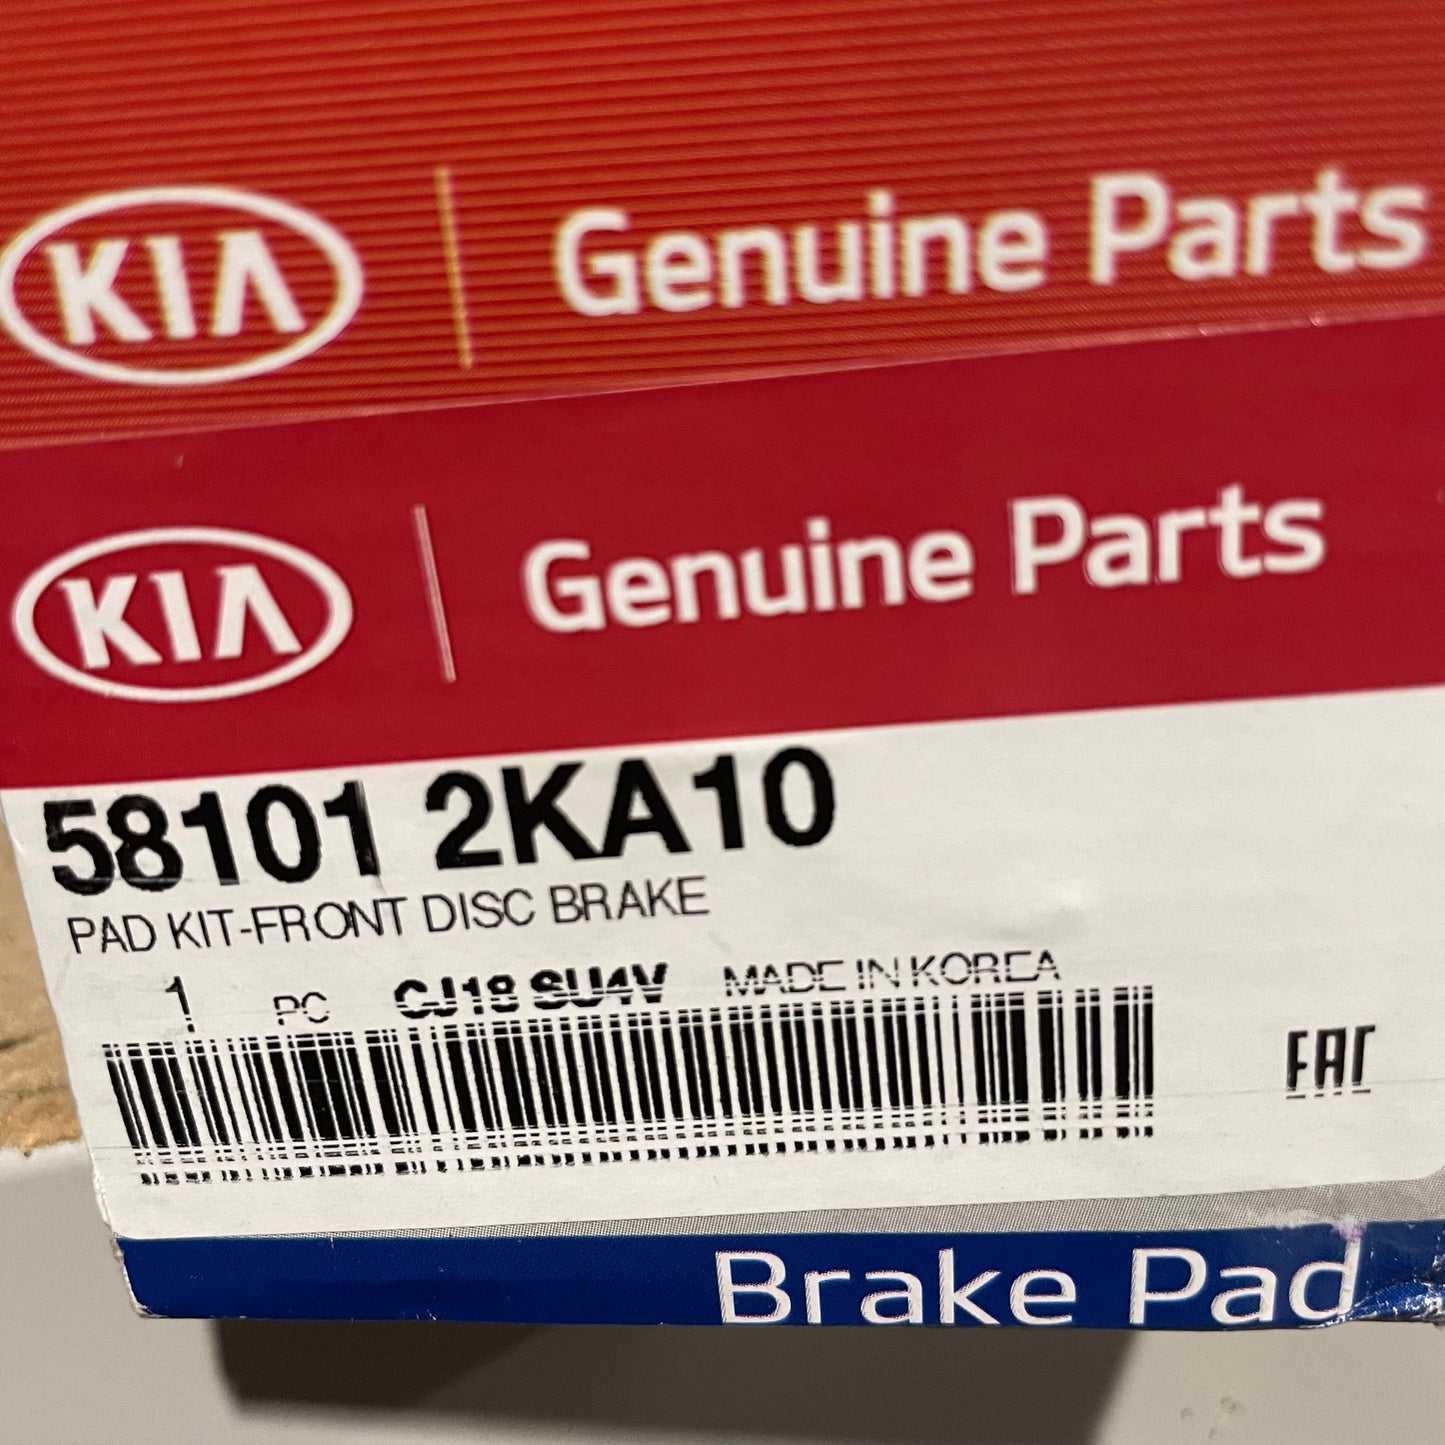 KIA Genuine Parts
KIA Genuine Parts
58101 2KA10
PAD KIT-FRONT DISC BRAKE
1 PC CJ18 SU4V MADE IN KOREA
EAC
Brake Pad